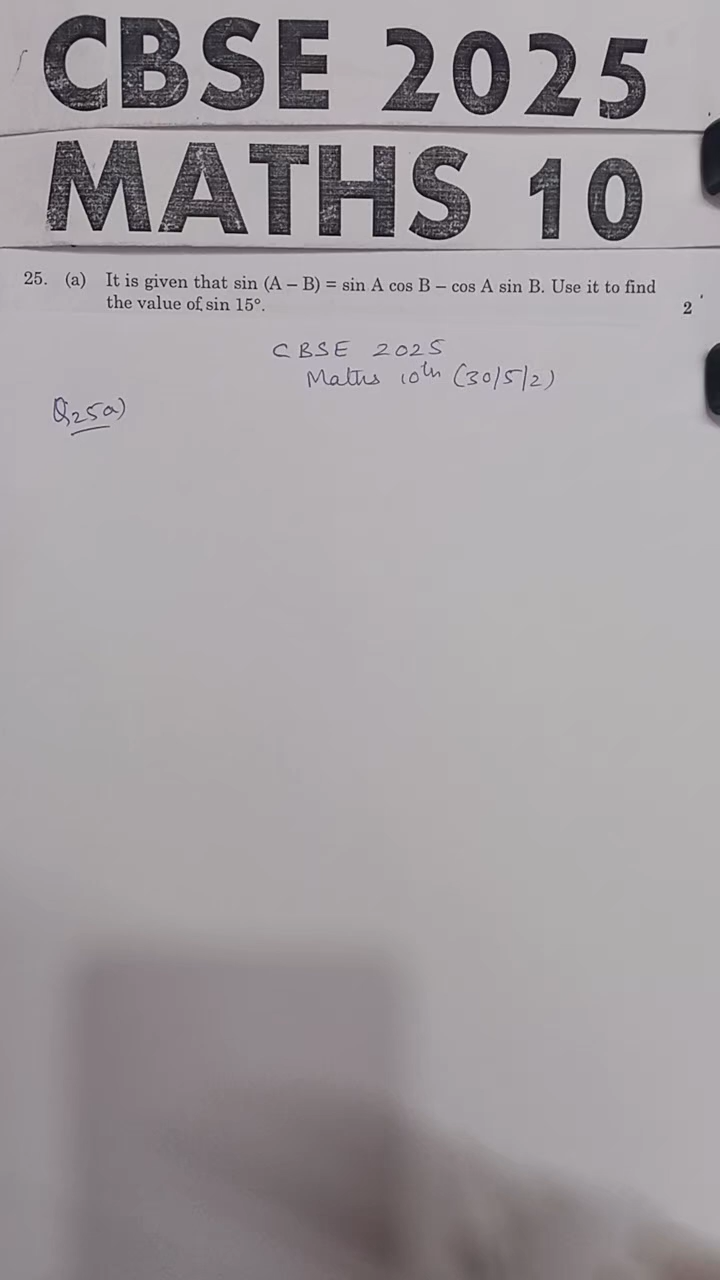 CBSE 2025
MATHS 10
25. (a) It is given that sin (A – B) = sin A cos B – cos A sin B. Use it to find
the value of sin 15°.
2
CBSE 2025
Maths 10th (30/5/2)
Q25a)